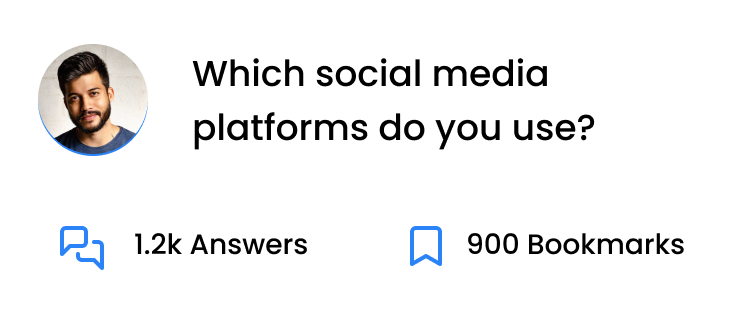 Which social media
platforms do you use?
1.2k Answers
900 Bookmarks